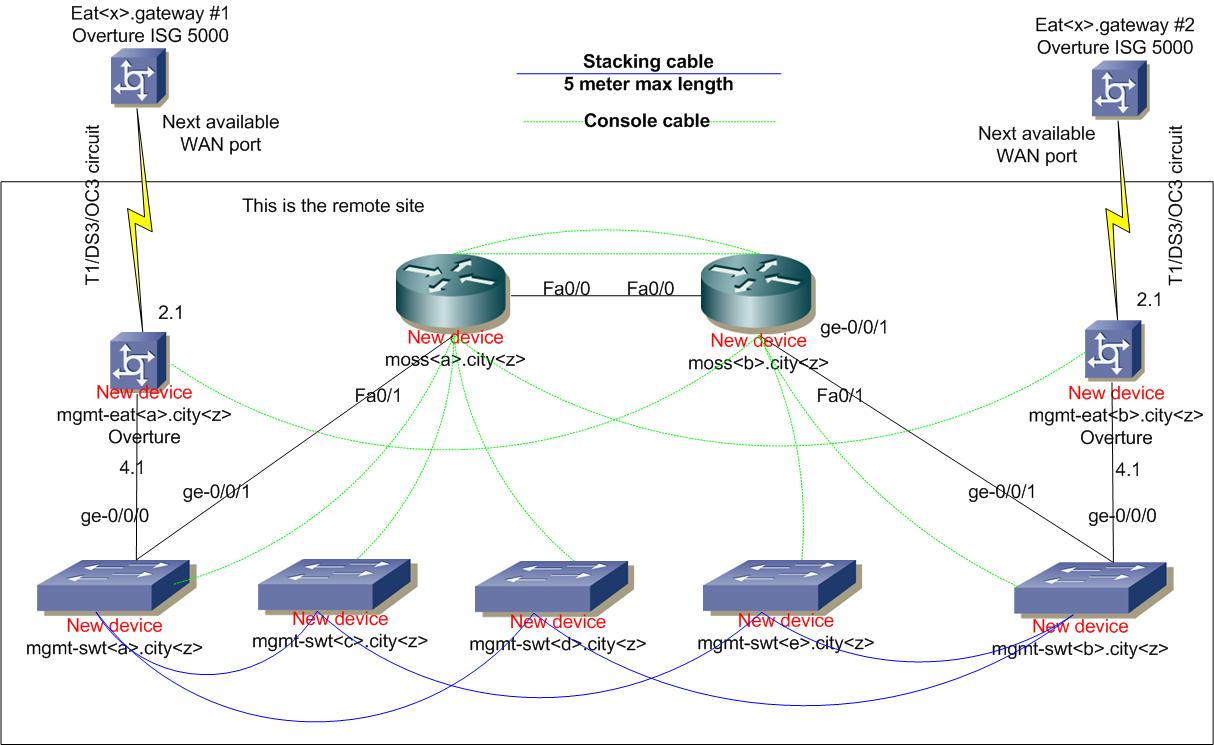 Eat<x>.gateway #1
Overture ISG 5000
Eat<x>.gateway #2
Overture ISG 5000
Stacking cable
5 meter max length
Console cable
Next available
WAN port
Next available
WAN port
T1/DS3/OC3 circuit
T1/DS3/OC3 circuit
This is the remote site
2.1
2.1
Fa0/0
Fa0/0
ge-0/0/1
New device
moss<a>.city<z>
New device
moss<b>.city<z>
New device
mgmt-eat<a>.city<z>
Overture
New device
mgmt-eat<b>.city<z>
Overture
Fa0/1
Fa0/1
4.1
4.1
ge-0/0/1
ge-0/0/1
ge-0/0/0
ge-0/0/0
New device
mgmt-swt<a>.city<z>
New device
mgmt-swt<c>.city<z>
New device
mgmt-swt<d>.city<z>
New device
mgmt-swt<e>.city<z>
New device
mgmt-swt<b>.city<z>